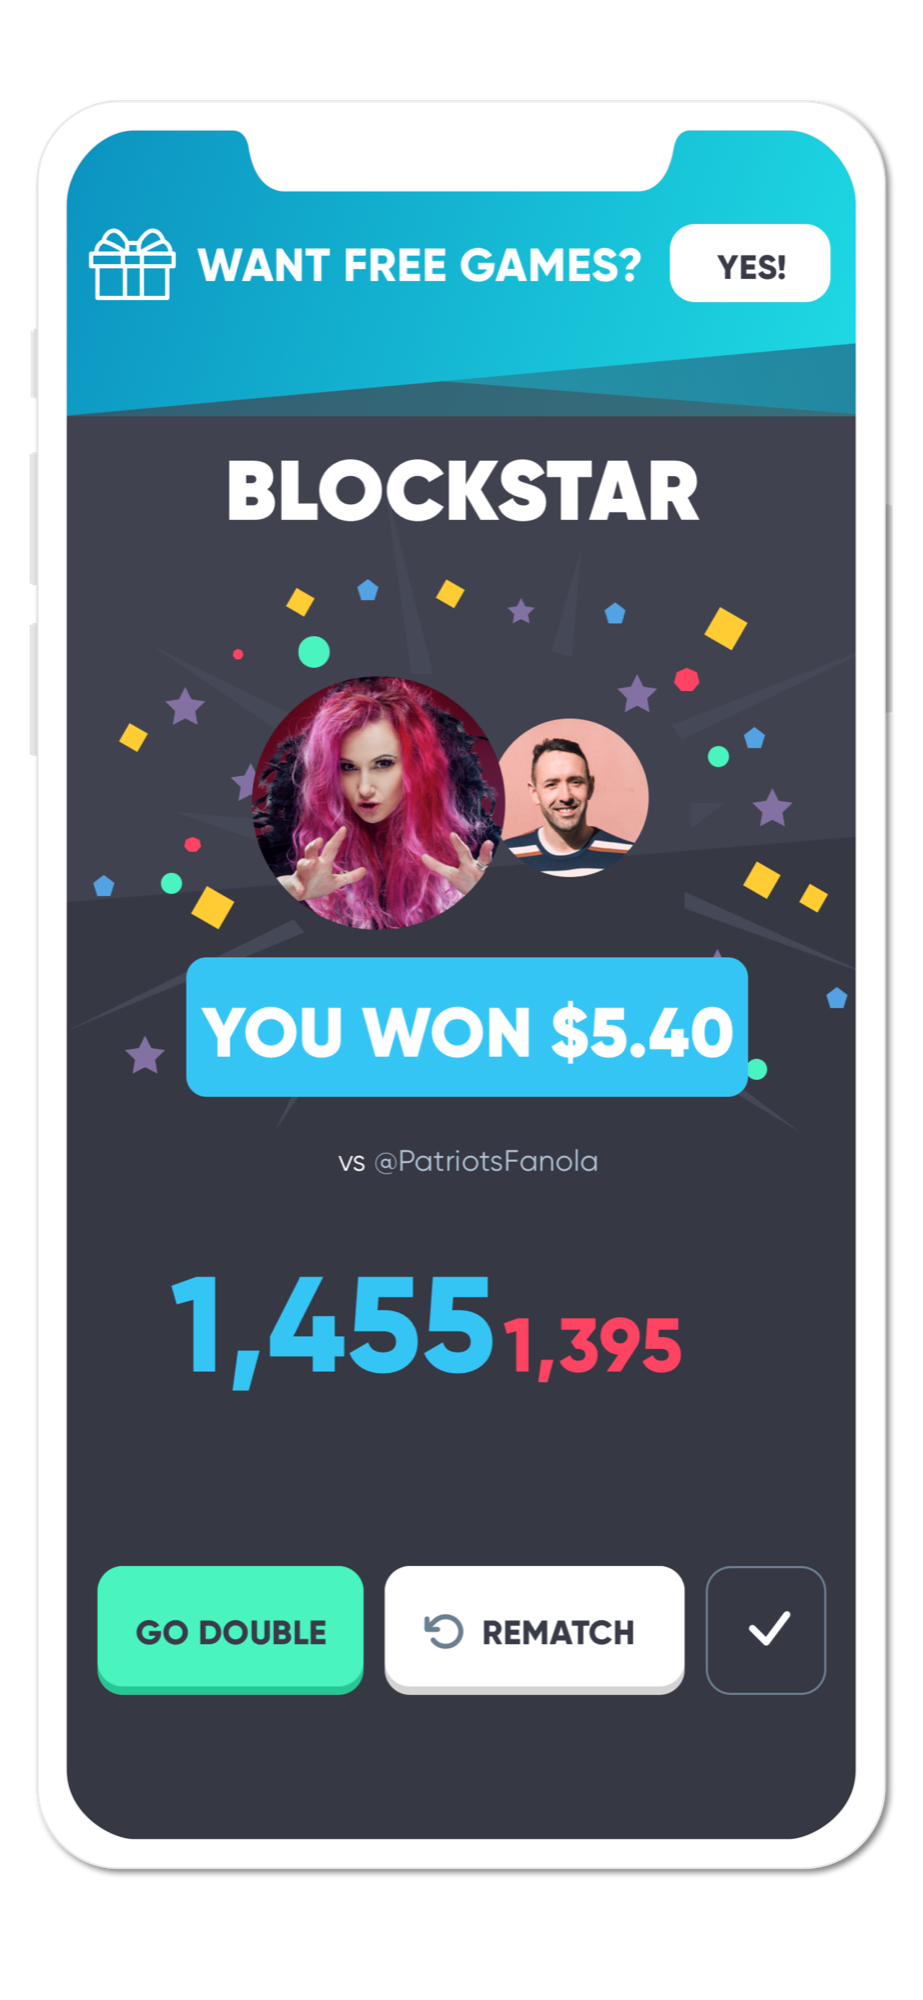 WANT FREE GAMES? YES!
BLOCKSTAR
YOU WON $5.40
vs @PatriotsFanola
1,455 1,395
GO DOUBLE REMATCH